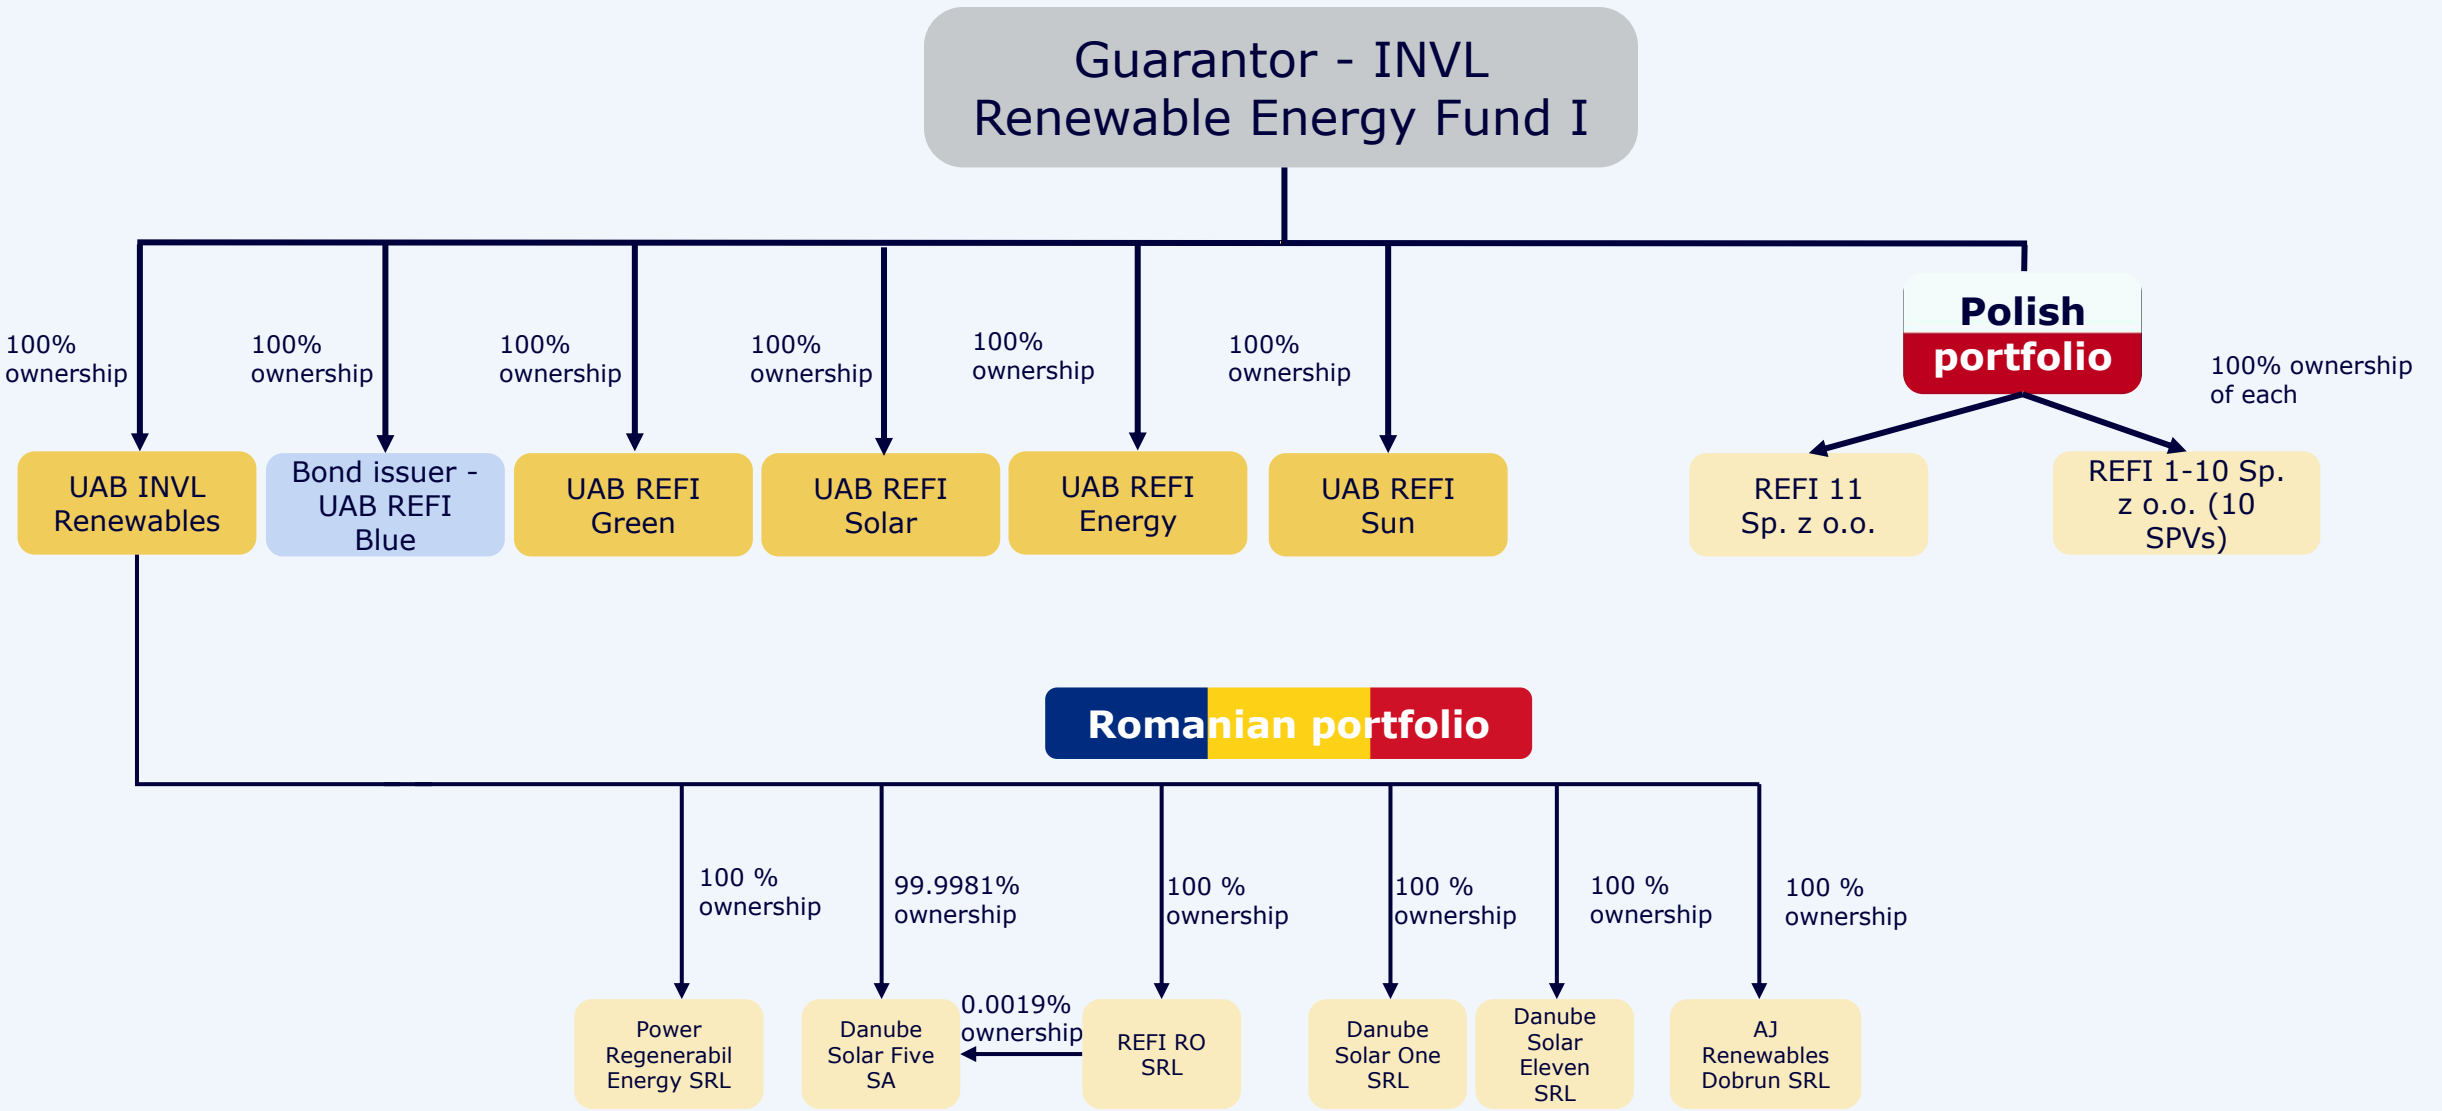 Guarantor - INVL
Renewable Energy Fund I
100%
ownership
100%
ownership
100%
ownership
100%
ownership
100%
ownership
100%
ownership
Polish
portfolio
100% ownership
of each
UAB INVL
Renewables
Bond issuer -
UAB REFI
Blue
UAB REFI
Green
UAB REFI
Solar
UAB REFI
Energy
UAB REFI
Sun
REFI 11
Sp. z o.o.
REFI 1-10 Sp.
z o.o. (10
SPVs)
Romanian portfolio
100 %
ownership
99.9981%
ownership
100 %
ownership
100 %
ownership
100 %
ownership
100 %
ownership
Power
Regenerabil
Energy SRL
Danube
Solar Five
SA
0.0019%
ownership
REFI RO
SRL
Danube
Solar One
SRL
Danube
Solar
Eleven
SRL
AJ
Renewables
Dobrun SRL